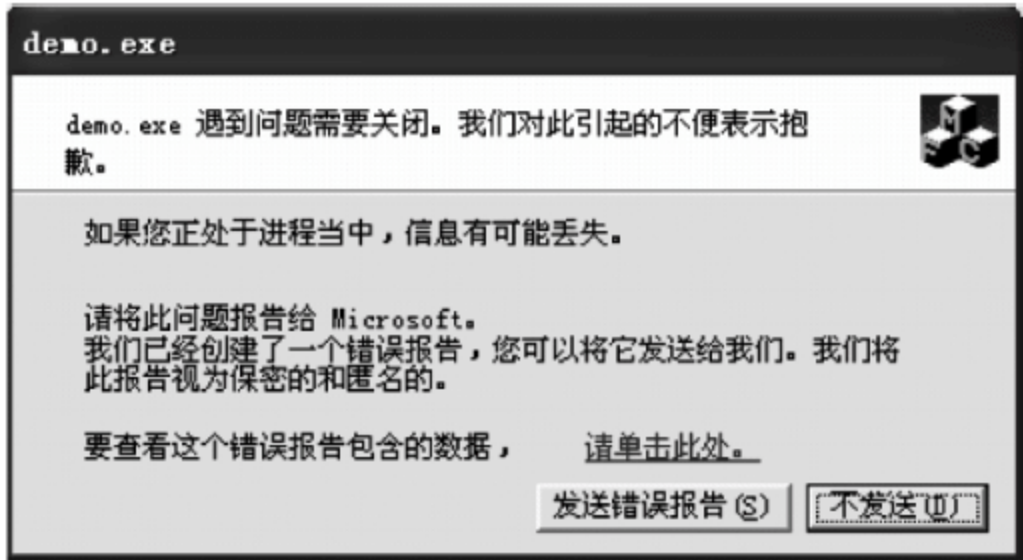 demo.exe
demo.exe 遇到问题需要关闭。我们对此引起的不便表示抱
歉。
M
F C
如果您正处于进程当中，信息有可能丢失。
请将此问题报告给 Microsoft。
我们已经创建了一个错误报告，您可以将它发送给我们。我们将
此报告视为保密的和匿名的。
要查看这个错误报告包含的数据， 请单击此处。
发送错误报告(S) 不发送(D)